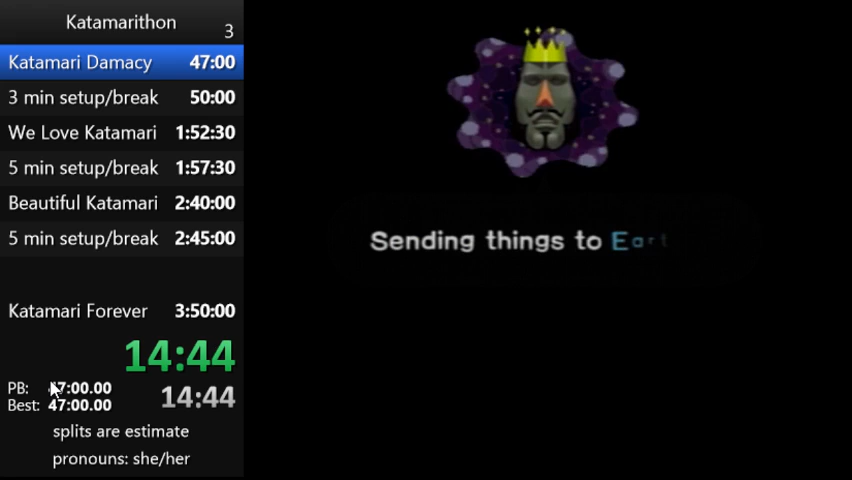 Katamarithon
3
Katamari Damacy 47:00
3 min setup/break 50:00
We Love Katamari 1:52:30
5 min setup/break 1:57:30
Beautiful Katamari 2:40:00
5 min setup/break 2:45:00
Katamari Forever 3:50:00
14:44
PB: 47:00.00
Best: 47:00.00
14:44
splits are estimate
pronouns: she/her
Sending things to Eart